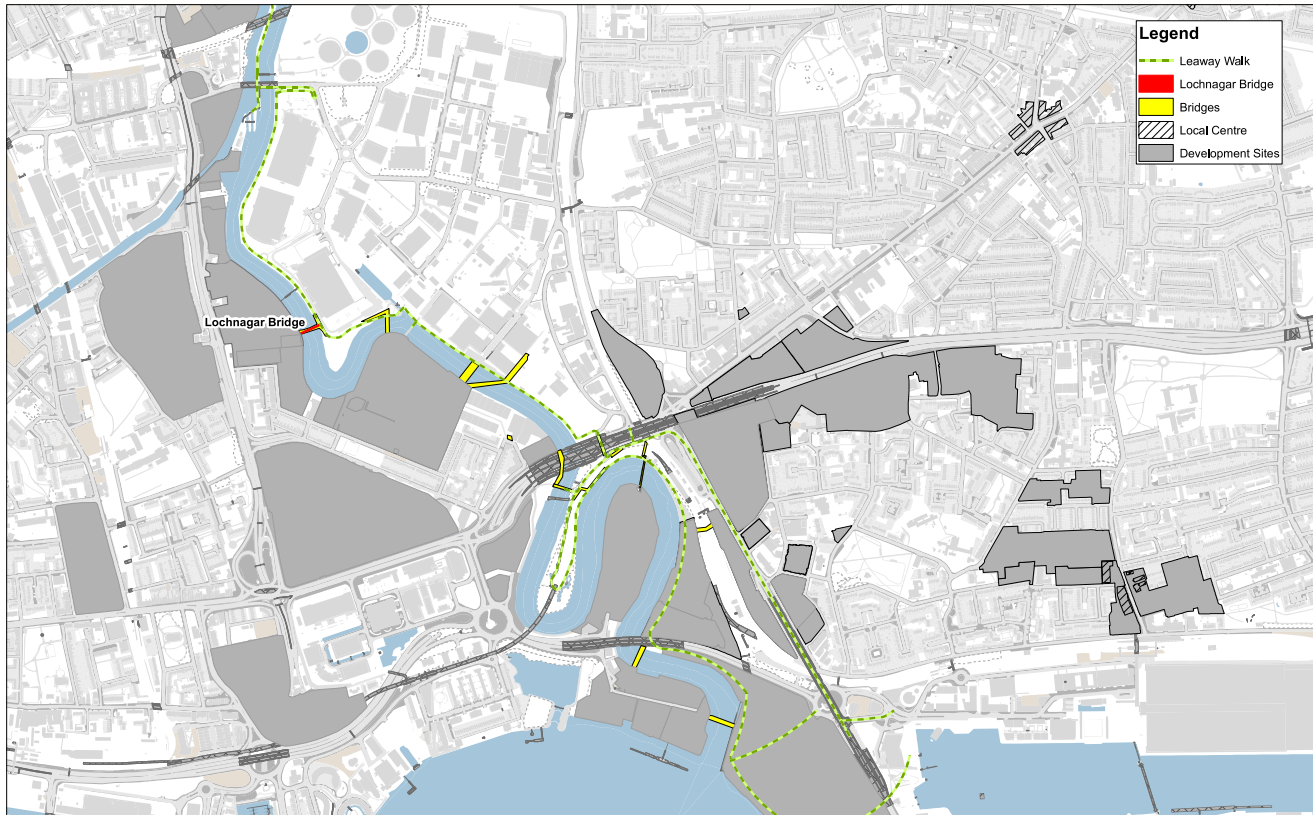 Legend
Leaway Walk
Lochnagar Bridge
Bridges
Local Centre
Development Sites
Lochnagar Bridge